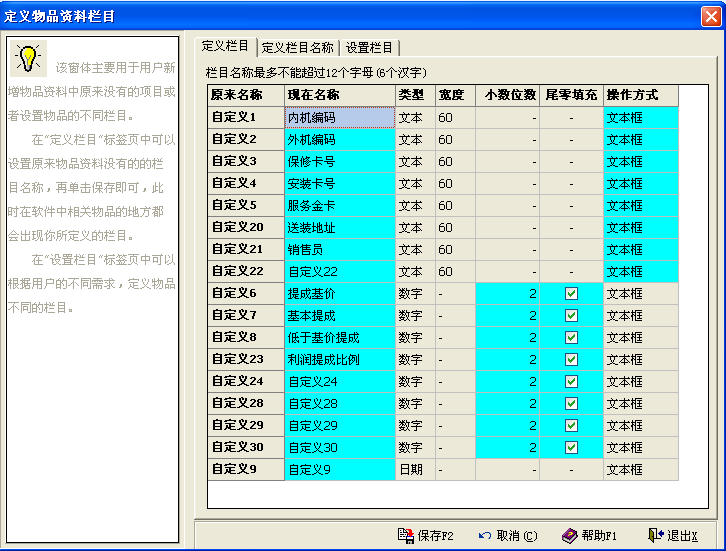 定义物品资料栏目
该窗体主要用于用户新
增物品资料中原来没有的项目或
者设置物品的不同栏目。
在“定义栏目”标签页中可以
设置原来物品资料没有的的栏
目名称，再单击保存即可，此
时在软件中相关物品的地方都
会出现你所定义的栏目。
在“设置栏目”标签页中可以
根据用户的不同需求，定义物品
不同的栏目。
定义栏目 定义栏目名称 设置栏目
栏目名称最多不能超过12个字母(6个汉字)
原来名称 现在名称 类型 宽度 小数位数 尾零填充 操作方式
自定义1 内机编码 文本 60 - - 文本框
自定义2 外机编码 文本 60 - - 文本框
自定义3 保修卡号 文本 60 - - 文本框
自定义4 安装卡号 文本 60 - - 文本框
自定义5 服务金卡 文本 60 - - 文本框
自定义20 送装地址 文本 60 - - 文本框
自定义21 销售员 文本 60 - - 文本框
自定义22 自定义22 文本 60 - - 文本框
自定义6 提成基价 数字 - 2 文本框
自定义7 基本提成 数字 - 2 文本框
自定义8 低于基价提成 数字 - 2 文本框
自定义23 利润提成比例 数字 - 2 文本框
自定义24 自定义24 数字 - 2 文本框
自定义28 自定义28 数字 - 2 文本框
自定义29 自定义29 数字 - 2 文本框
自定义30 自定义30 数字 - 2 文本框
自定义9 自定义9 日期 - - - 文本框
保存F2 取消(C) 帮助F1 退出X